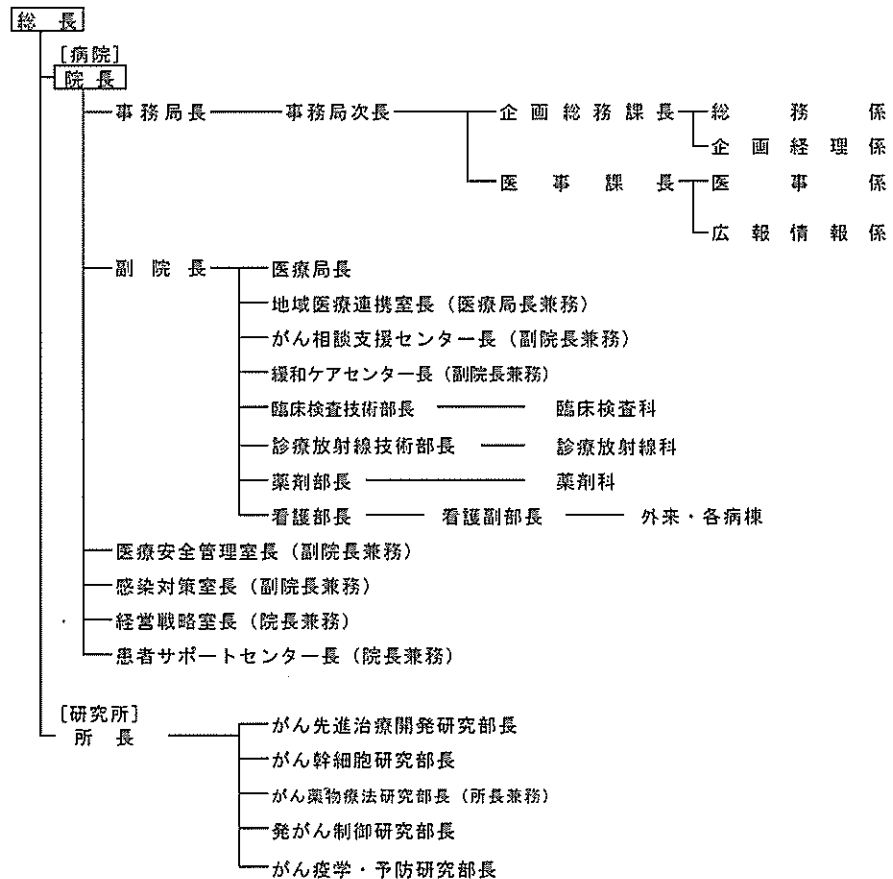 総長
[病院]
院長
事務局長 事務局次長 企画総務課長 総務係
企画経理係
医事課長 医事係
広報情報係
副院長 医療局長
地域医療連携室長（医療局長兼務）
がん相談支援センター長（副院長兼務）
緩和ケアセンター長（副院長兼務）
臨床検査技術部長 臨床検査科
診療放射線技術部長 診療放射線科
薬剤部長 薬剤科
看護部長 看護副部長 外来・各病棟
医療安全管理室長（副院長兼務）
感染対策室長（副院長兼務）
経営戦略室長（院長兼務）
患者サポートセンター長（院長兼務）
[研究所]
所長 がん先進治療開発研究部長
がん幹細胞研究部長
がん薬物療法研究部長（所長兼務）
発がん制御研究部長
がん疫学・予防研究部長